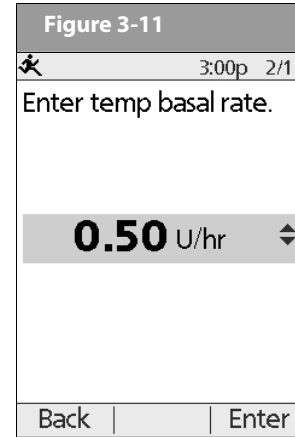 Figure 3-11
3:00p 2/1
Enter temp basal rate.
0.50 U/hr
Back | | Enter